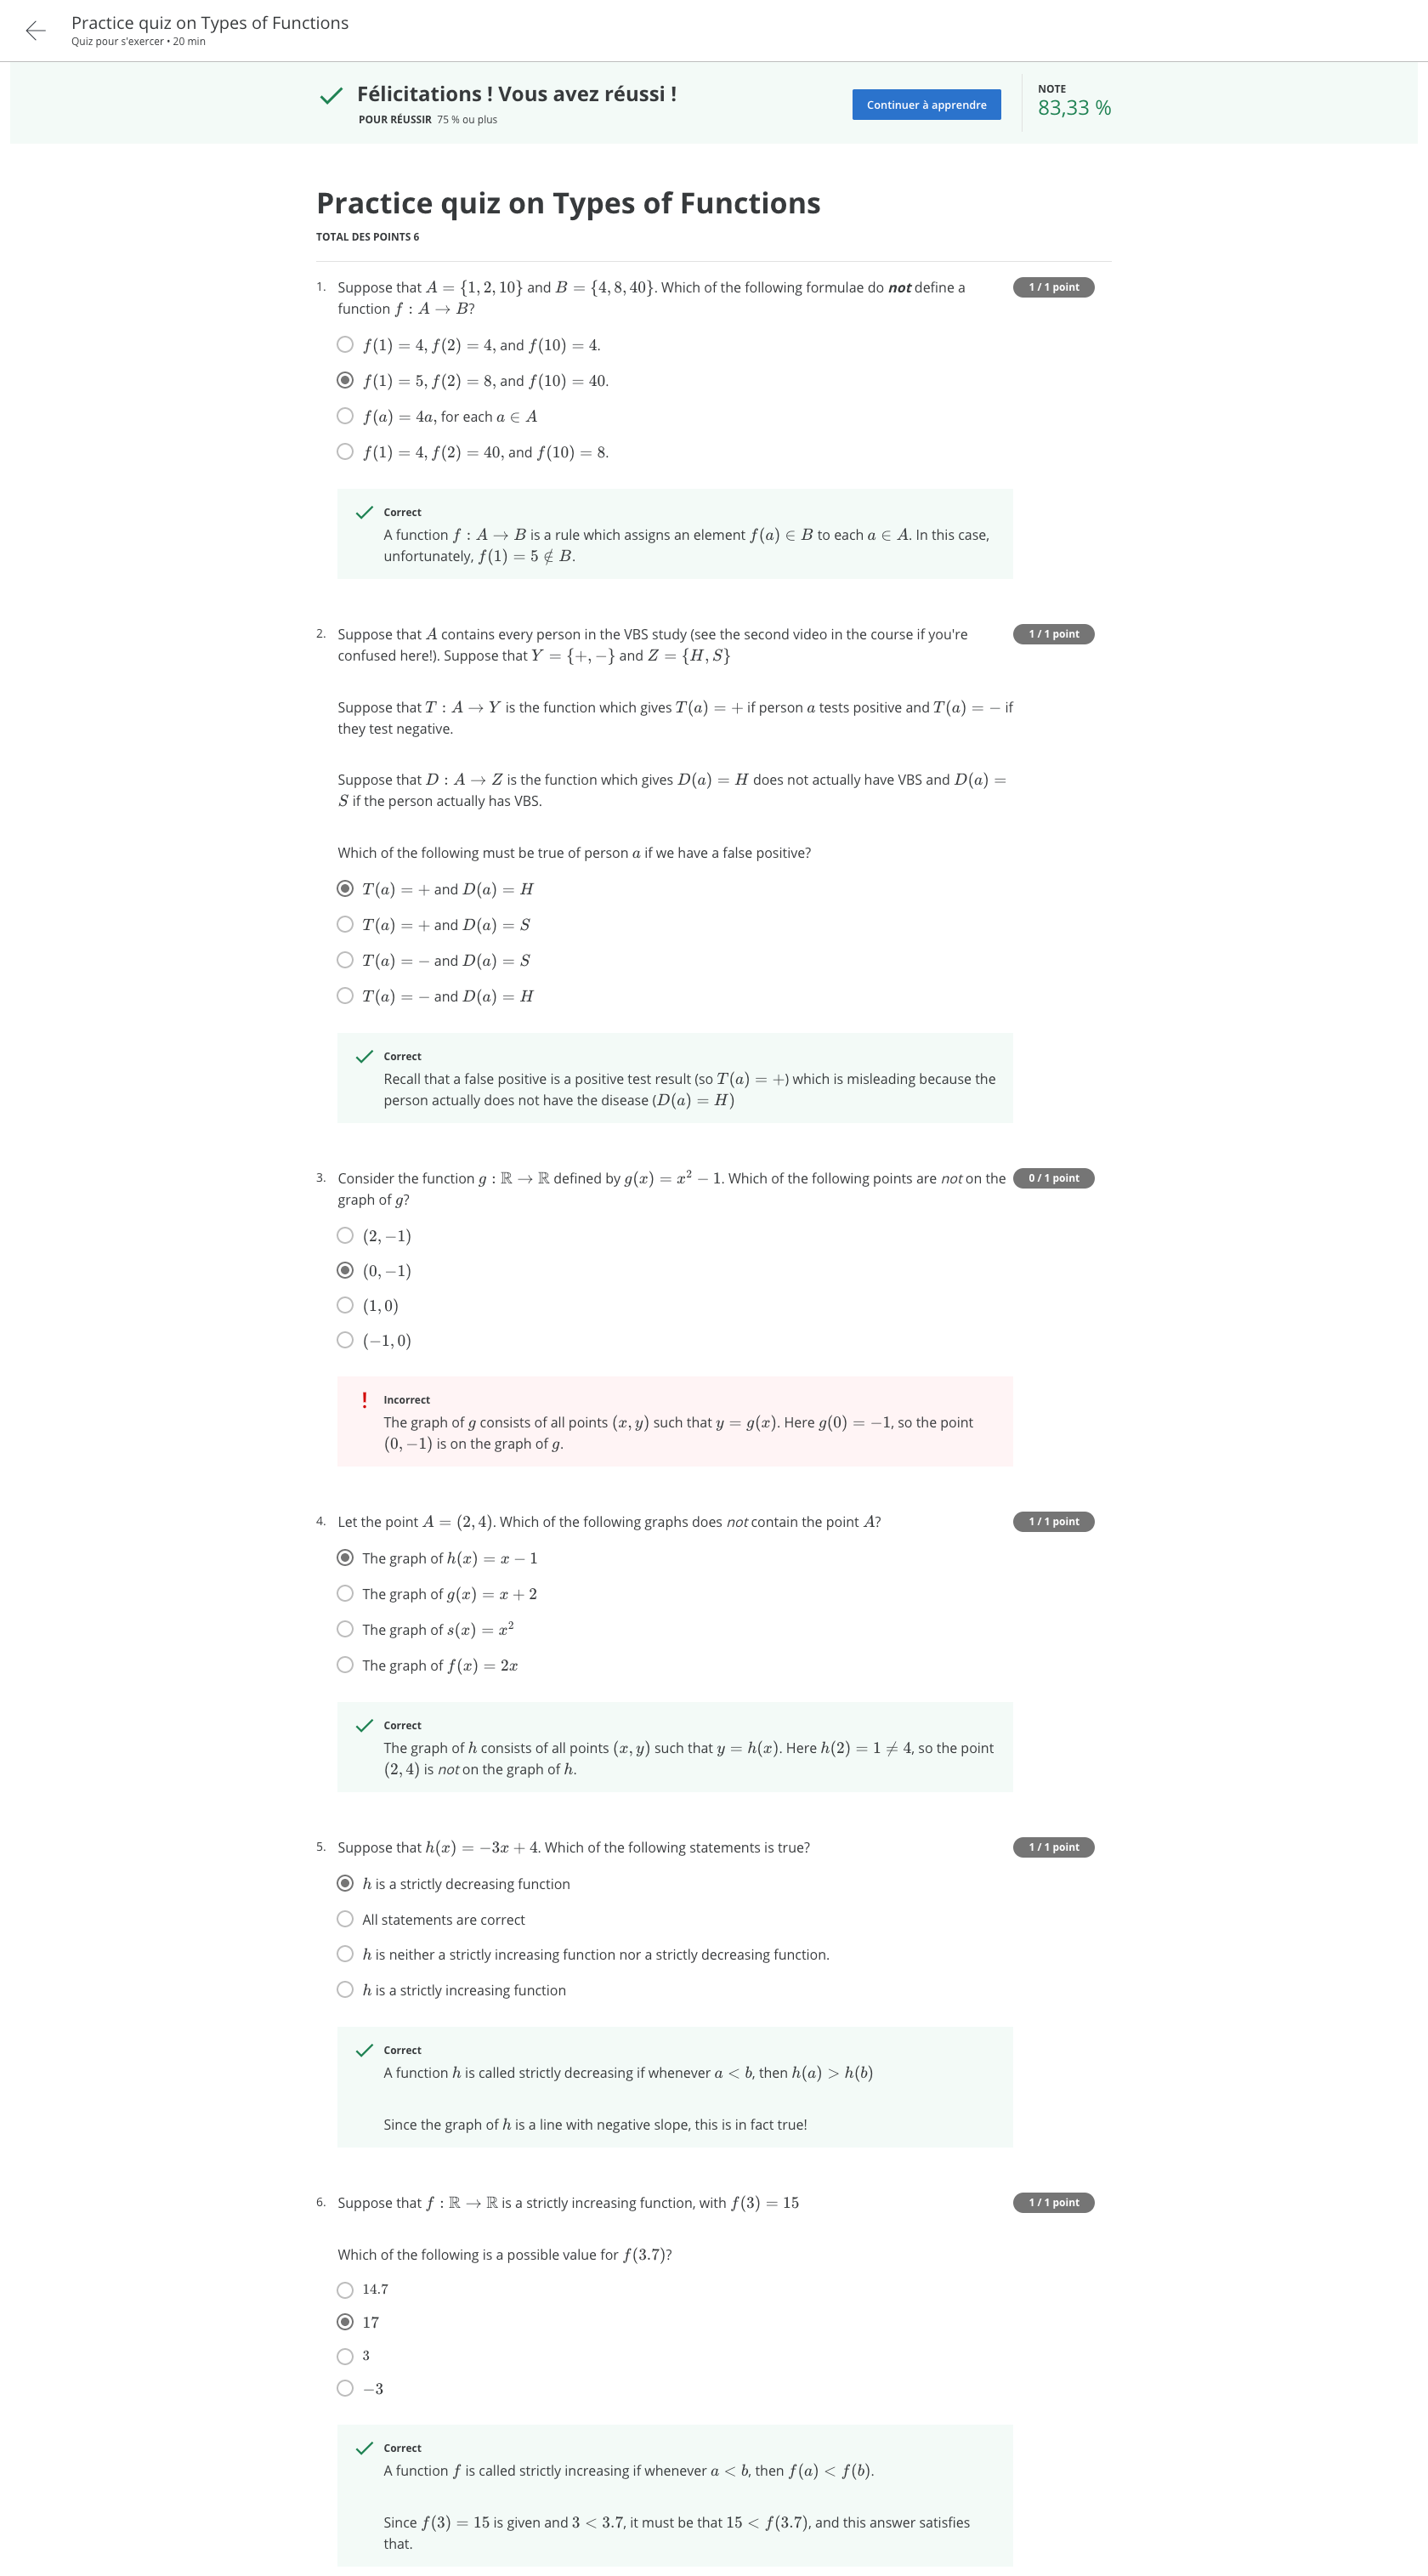 Practice quiz on Types of Functions
Quiz pour s'exercer • 20 min
Félicitations ! Vous avez réussi !
POUR RÉUSSIR 75 % ou plus
Continuer à apprendre
NOTE
83,33 %
Practice quiz on Types of Functions
TOTAL DES POINTS 6
1. Suppose that A = {1, 2, 10} and B = {4, 8, 40}. Which of the following formulae do not define a
function f : A → B?
1 / 1 point
f(1) = 4, f(2) = 4, and f(10) = 4.
f(1) = 5, f(2) = 8, and f(10) = 40.
f(a) = 4a, for each a ∈ A
f(1) = 4, f(2) = 40, and f(10) = 8.
Correct
A function f : A → B is a rule which assigns an element f(a) ∈ B to each a ∈ A. In this case,
unfortunately, f(1) = 5 ∉ B.
2. Suppose that A contains every person in the VBS study (see the second video in the course if you're
confused here!). Suppose that Y = {+, −} and Z = {H, S}
1 / 1 point
Suppose that T : A → Y is the function which gives T(a) = + if person a tests positive and T(a) = − if
they test negative.
Suppose that D : A → Z is the function which gives D(a) = H does not actually have VBS and D(a) =
S if the person actually has VBS.
Which of the following must be true of person a if we have a false positive?
T(a) = + and D(a) = H
T(a) = + and D(a) = S
T(a) = − and D(a) = S
T(a) = − and D(a) = H
Correct
Recall that a false positive is a positive test result (so T(a) = +) which is misleading because the
person actually does not have the disease (D(a) = H)
3. Consider the function g : ℝ → ℝ defined by g(x) = x² − 1. Which of the following points are not on the
graph of g?
0 / 1 point
(2, −1)
(0, −1)
(1, 0)
(−1, 0)
Incorrect
The graph of g consists of all points (x, y) such that y = g(x). Here g(0) = −1, so the point
(0, −1) is on the graph of g.
4. Let the point A = (2, 4). Which of the following graphs does not contain the point A?
1 / 1 point
The graph of h(x) = x − 1
The graph of g(x) = x + 2
The graph of s(x) = x²
The graph of f(x) = 2x
Correct
The graph of h consists of all points (x, y) such that y = h(x). Here h(2) = 1 ≠ 4, so the point
(2, 4) is not on the graph of h.
5. Suppose that h(x) = −3x + 4. Which of the following statements is true?
1 / 1 point
h is a strictly decreasing function
All statements are correct
h is neither a strictly increasing function nor a strictly decreasing function.
h is a strictly increasing function
Correct
A function h is called strictly decreasing if whenever a < b, then h(a) > h(b)
Since the graph of h is a line with negative slope, this is in fact true!
6. Suppose that f : ℝ → ℝ is a strictly increasing function, with f(3) = 15
1 / 1 point
Which of the following is a possible value for f(3.7)?
14.7
17
3
−3
Correct
A function f is called strictly increasing if whenever a < b, then f(a) < f(b).
Since f(3) = 15 is given and 3 < 3.7, it must be that 15 < f(3.7), and this answer satisfies
that.